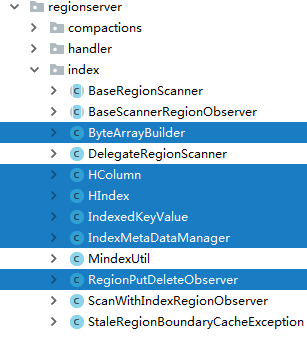 regionserver
compactions
handler
index
BaseRegionScanner
BaseScannerRegionObserver
ByteArrayBuilder
DelegateRegionScanner
HColumn
HIndex
IndexedKeyValue
IndexMetaDataManager
MindexUtil
RegionPutDeleteObserver
ScanWithIndexRegionObserver
StaleRegionBoundaryCacheException